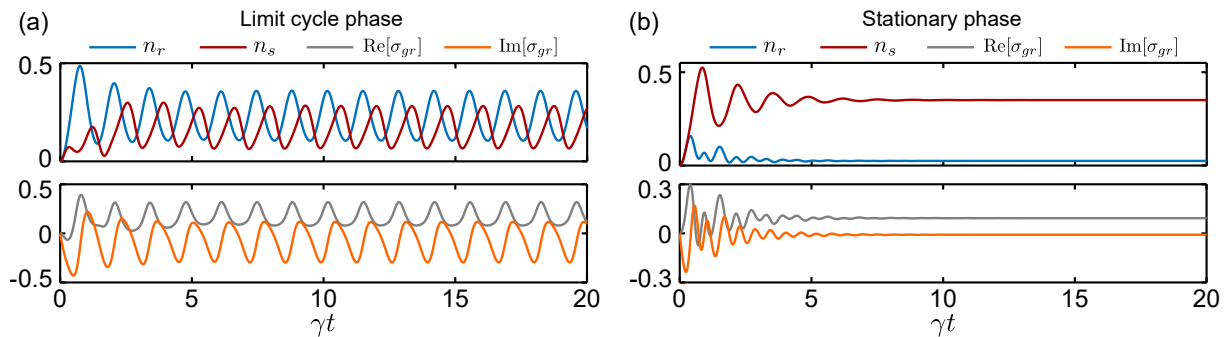 (a) Limit cycle phase
n_r n_s Re[σ_gr] Im[σ_gr]
0.5
0
0.5
0
-0.5
0 5 10 15 20
γt
(b) Stationary phase
n_r n_s Re[σ_gr] Im[σ_gr]
0.5
0
0.3
0
-0.3
0 5 10 15 20
γt